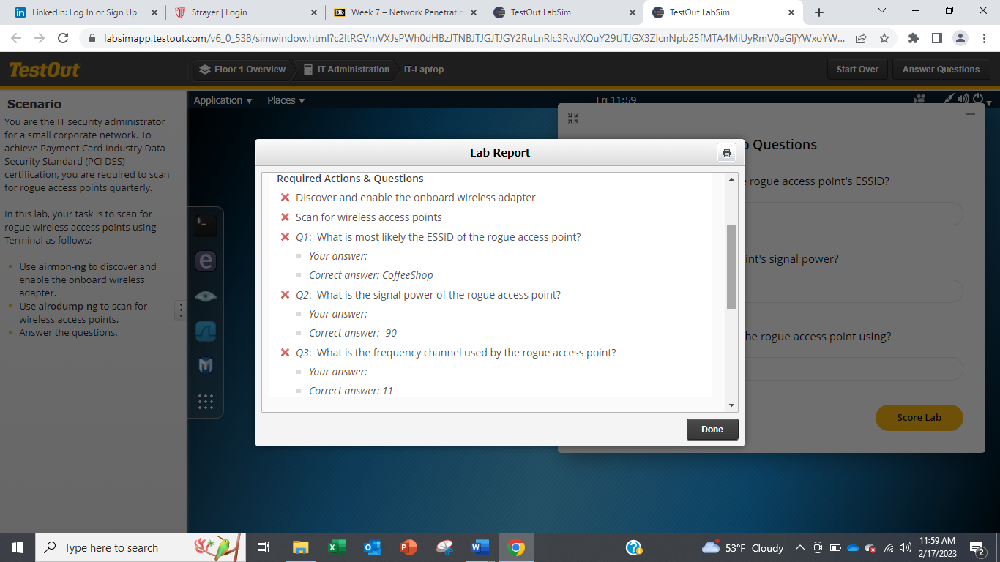 LinkedIn: Log In or Sign Up
Strayer | Login
Bb Week 7 – Network Penetratio
TestOut LabSim
TestOut LabSim
labsimapp.testout.com/v6_0_538/simwindow.html?
TestOut
Floor 1 Overview
IT Administration
IT-Laptop
Start Over
Answer Questions
Scenario
You are the IT security administrator
for a small corporate network. To
achieve Payment Card Industry Data
Security Standard (PCI DSS)
certification, you are required to scan
for rogue access points quarterly.
In this lab, your task is to scan for
rogue wireless access points using
Terminal as follows:
Use airmon-ng to discover and
enable the onboard wireless
adapter.
Use airodump-ng to scan for
wireless access points.
Answer the questions.
Application ▼
Places ▼
Fri 11:59
Questions
rogue access point's ESSID?
int's signal power?
he rogue access point using?
Score Lab
Lab Report
Required Actions & Questions
Discover and enable the onboard wireless adapter
Scan for wireless access points
Q1: What is most likely the ESSID of the rogue access point?
Your answer:
Correct answer: CoffeeShop
Q2: What is the signal power of the rogue access point?
Your answer:
Correct answer: -90
Q3: What is the frequency channel used by the rogue access point?
Your answer:
Correct answer: 11
Done
Type here to search
53°F Cloudy
11:59 AM
2/17/2023
2